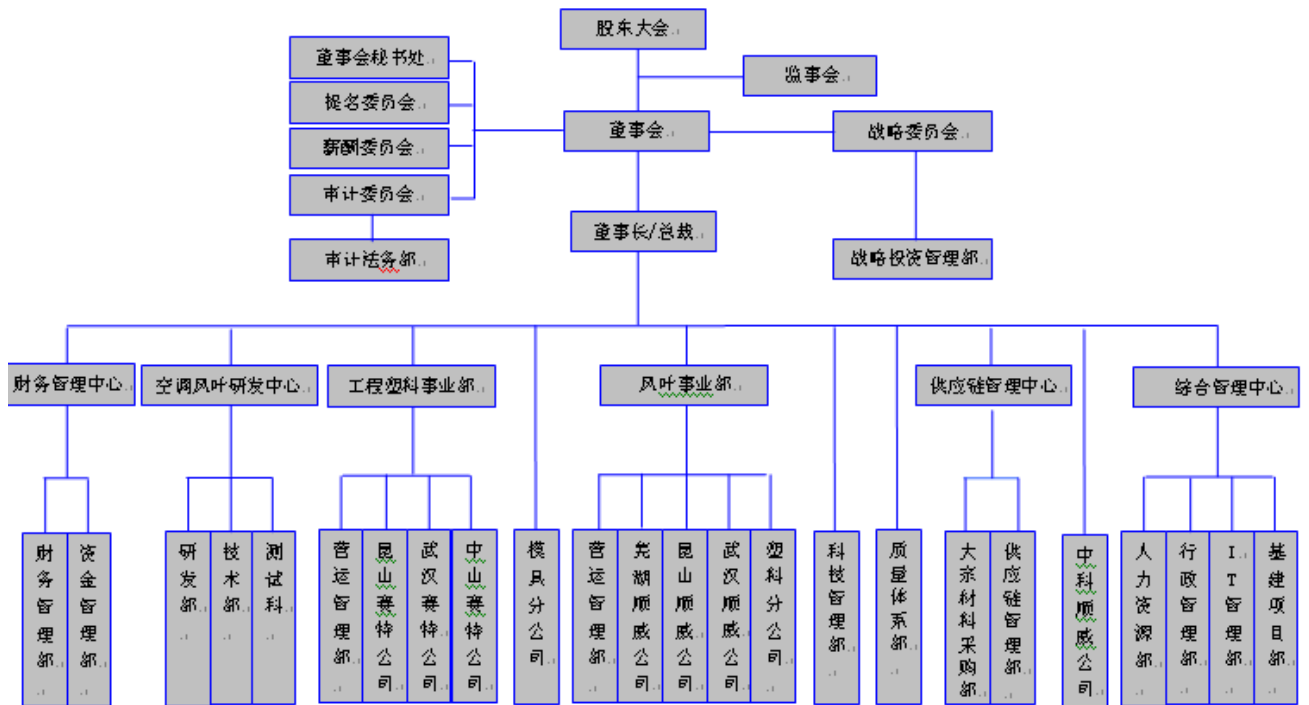 股东大会
董事会秘书处
监事会
提名委员会
董事会
战略委员会
薪酬委员会
审计委员会
董事长/总裁
审计法务部
战略投资管理部
财务管理中心
空调风叶研发中心
工程塑料事业部
风叶事业部
供应链管理中心
综合管理中心
财务管理部
资金管理部
研发部
技术部
测试科
营运管理部
昆山赛特公司
武汉赛特公司
中山赛特公司
模具分公司
营运管理部
芜湖顺威公司
昆山顺威公司
武汉顺威公司
塑料分公司
科技管理部
质量体系部
大宗材料采购部
供应链管理部
中科顺威公司
人力资源部
行政管理部
IT管理部
基建项目部